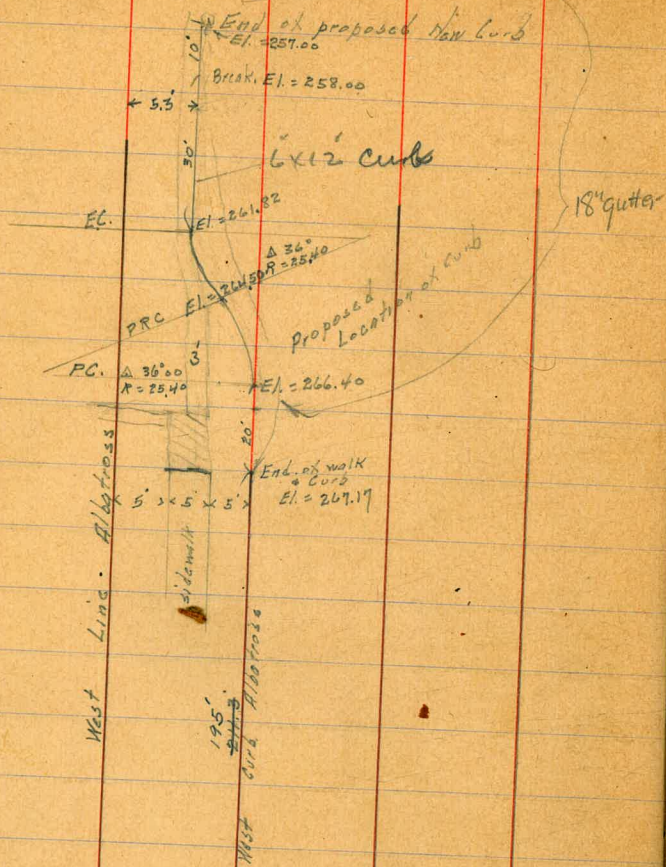 End of proposed New Curb
El. = 257.00
10'
Break. El. = 258.00
5.3'
30'
6"x12" Curb
El. = 261.82
EC.
18" gutter
Δ 36°
R = 25.40
El. = 264.50
PRC
Proposed
Location of Curb
3'
PC.
Δ 36°00
R = 25.40
El. = 266.40
20'
End of walk
& Curb
El. = 267.17
5' 5 5'
sidewalk
West Line Albatross
195'
West Curb Albatross